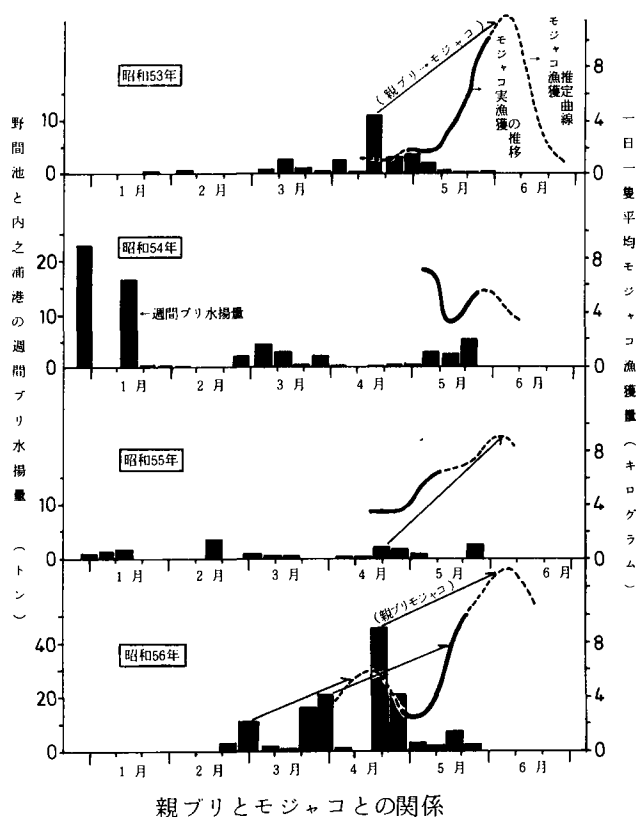 昭和53年
(親ブリ→モジャコ)
モジャコ実漁獲の推移
モジャコ漁獲推定曲線
10
8
4
0
0
1月 2月 3月 4月 5月 6月
昭和54年
←週間ブリ水揚量
20
10
0
8
4
0
1月 2月 3月 4月 5月 6月
昭和55年
10
0
8
4
0
1月 2月 3月 4月 5月 6月
昭和56年
(親ブリモジャコ)
40
20
0
8
4
0
1月 2月 3月 4月 5月 6月
野間池と内之浦港の週間ブリ水揚量(トン)
一日一隻平均モジャコ漁獲量(キログラム)
親ブリとモジャコとの関係